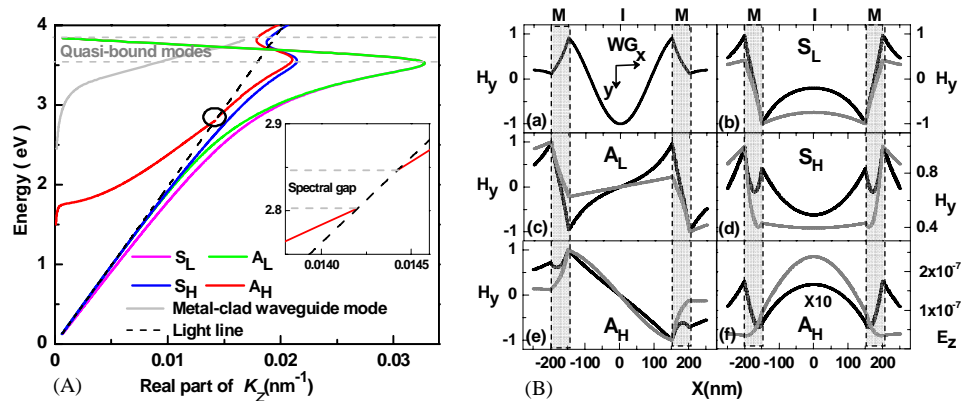 Energy ( eV )
4
3
2
1
0
Quasi-bound modes
2.9
2.8
Spectral gap
0.0140
0.0145
S_L
A_L
S_H
A_H
Metal-clad waveguide mode
Light line
0.00
0.01
0.02
0.03
(A)
Real part of K_Z(nm^-1)
M I M
M I M
H_y
1
0
-1
WG
x
y
(a)
S_L
(b)
1
0
-1
H_y
H_y
1
0
-1
A_L
(c)
S_H
(d)
0.8
0.6
0.4
H_y
H_y
1
0
-1
A_H
(e)
X10
A_H
(f)
2x10^-7
1x10^-7
E_z
-200 -100 0 100 200
-200 -100 0 100 200
(B)
X(nm)